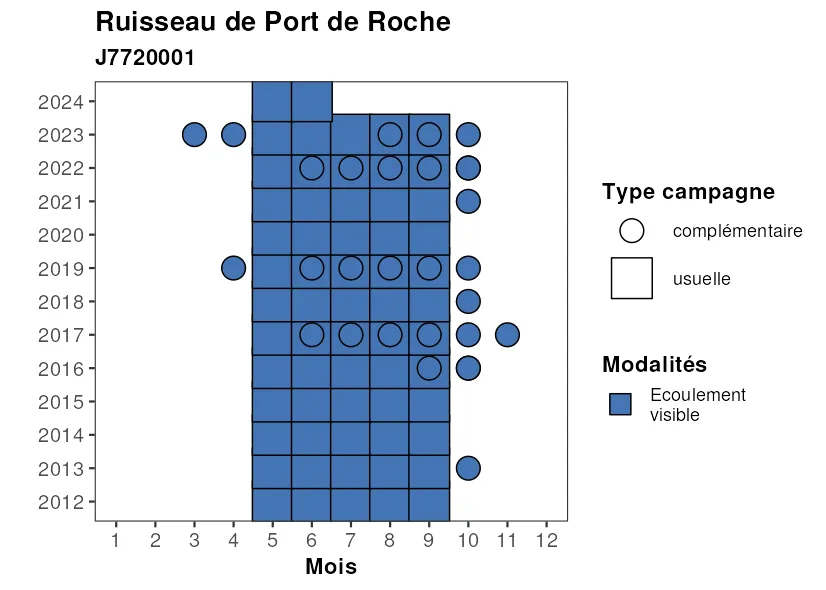 Ruisseau de Port de Roche
J7720001
2024
2023
2022
2021
2020
2019
2018
2017
2016
2015
2014
2013
2012
1 2 3 4 5 6 7 8 9 10 11 12
Mois
Type campagne
complémentaire
usuelle
Modalités
Ecoulement
visible